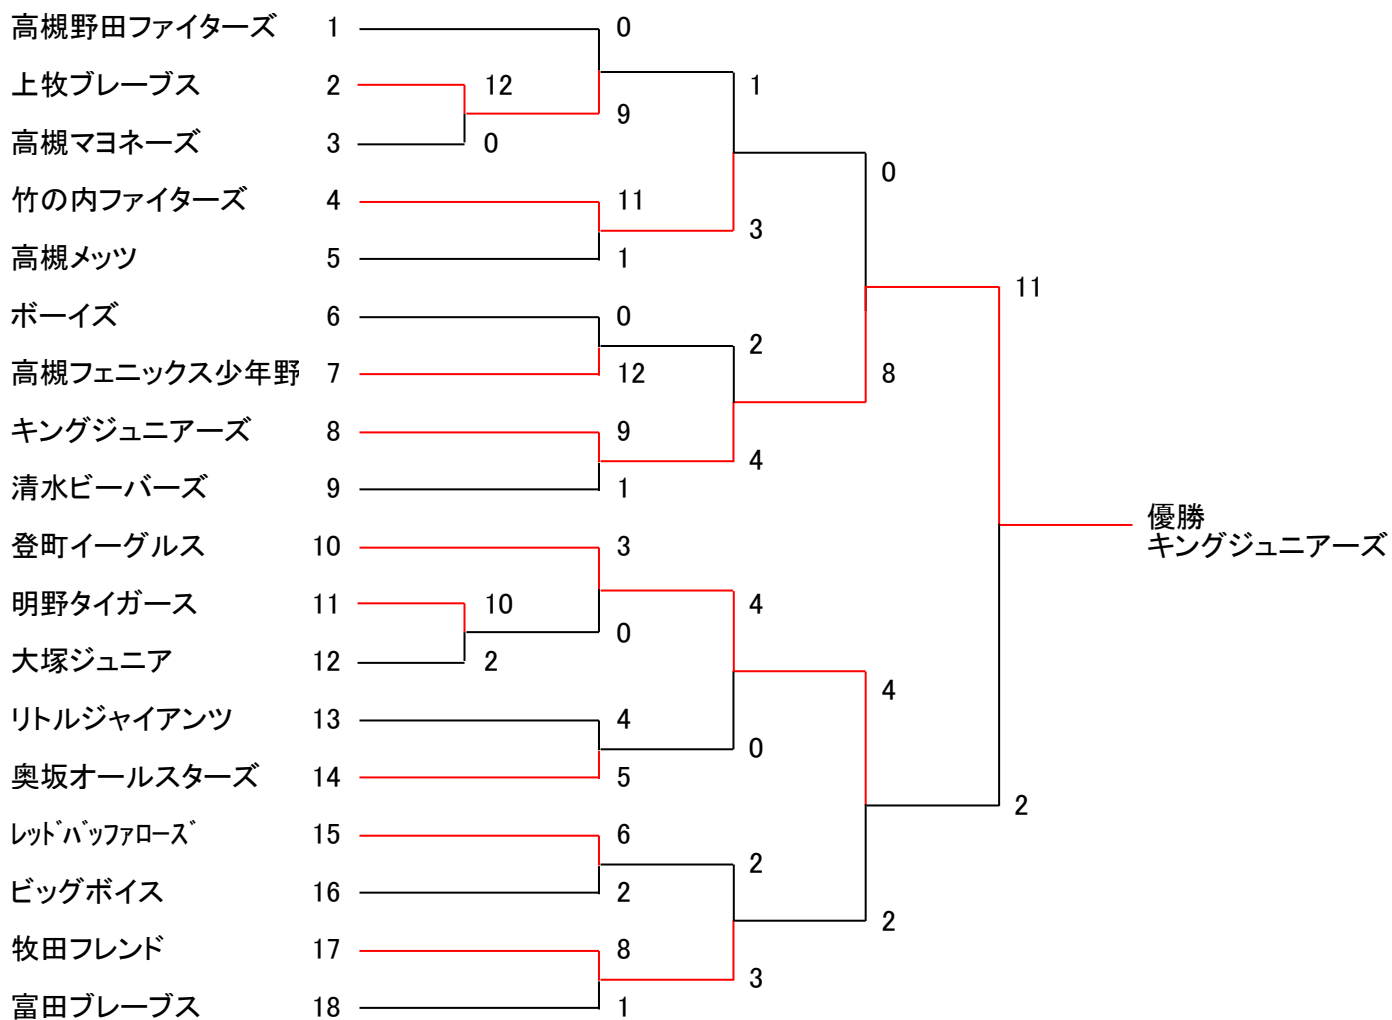 高槻野田ファイターズ 1 0
上牧ブレーブス 2 12 1
9
高槻マヨネーズ 3 0
0
竹の内ファイターズ 4 11
3
高槻メッツ 5 1
11
ボーイズ 6 0
2
高槻フェニックス少年野 7 12 8
キングジュニアーズ 8 9
4
清水ビーバーズ 9 1
優勝
キングジュニアーズ
登町イーグルス 10 3
明野タイガース 11 10 4
0
大塚ジュニア 12 2
4
リトルジャイアンツ 13 4
0
奥坂オールスターズ 14 5
2
レッドバッファローズ 15 6
2
ビッグボイス 16 2
2
牧田フレンド 17 8
3
富田ブレーブス 18 1